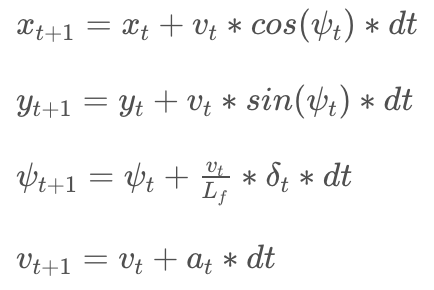 x_{t+1} = x_t + v_t * cos(ψ_t) * dt
y_{t+1} = y_t + v_t * sin(ψ_t) * dt
ψ_{t+1} = ψ_t + \frac{v_t}{L_f} * δ_t * dt
v_{t+1} = v_t + a_t * dt